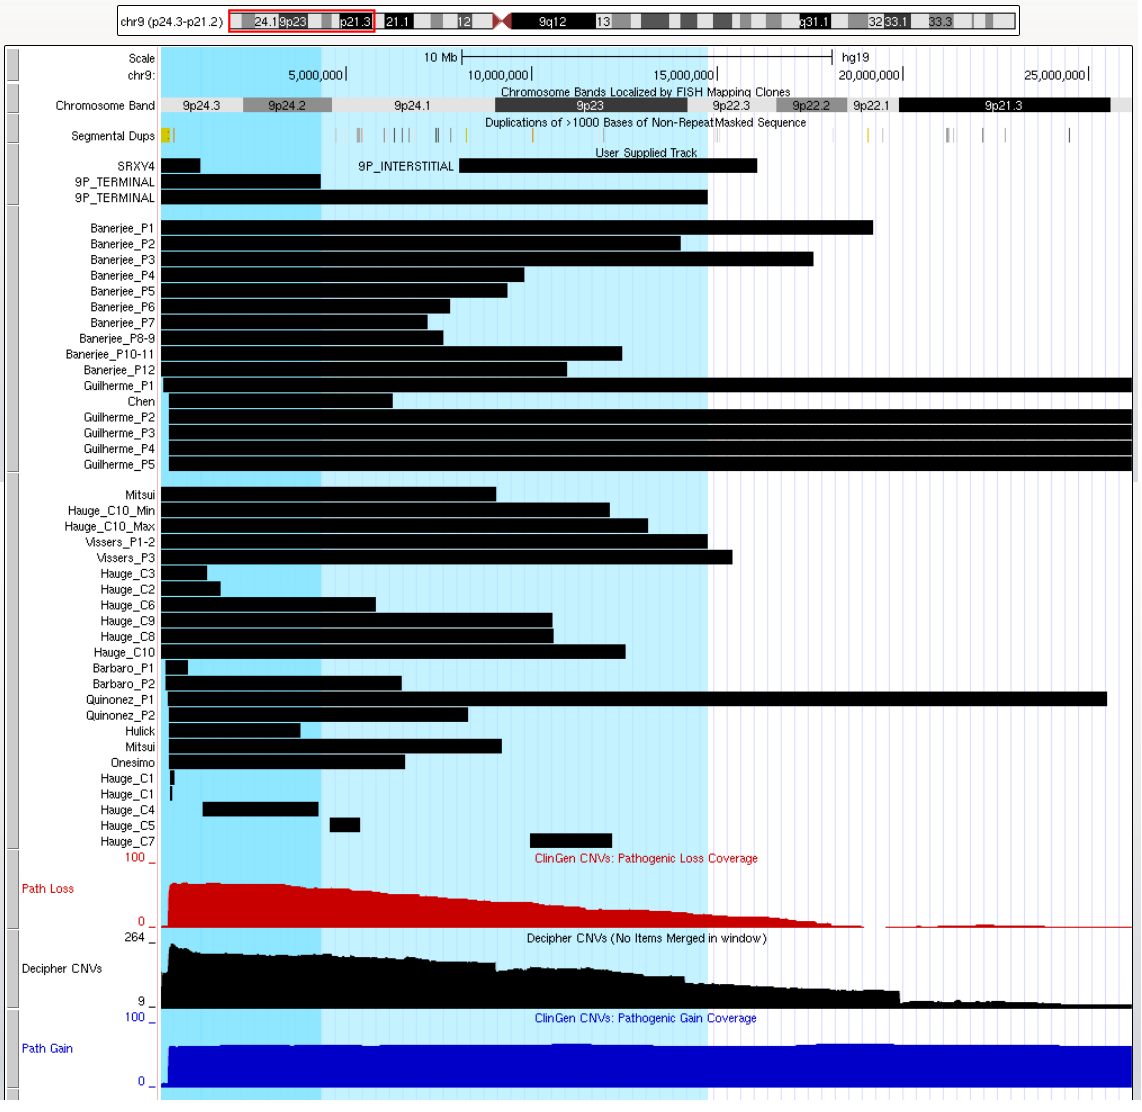 chr9 (p24.3-p21.2) 24.1 9p23 p21.3 21.1 12 9q12 13 q31.1 32 33.1 33.3
Scale 10 Mb hg19
chr9: 5,000,000 10,000,000 15,000,000 20,000,000 25,000,000
Chromosome Bands Localized by FISH Mapping Clones
Chromosome Band 9p24.3 9p24.2 9p24.1 9p23 9p22.3 9p22.2 9p22.1 9p21.3
Duplications of >1000 Bases of Non-RepeatMasked Sequence
Segmental Dups
User Supplied Track
SRXY4 9P_INTERSTITIAL
9P_TERMINAL
9P_TERMINAL
Banerjee_P1
Banerjee_P2
Banerjee_P3
Banerjee_P4
Banerjee_P5
Banerjee_P6
Banerjee_P7
Banerjee_P8-9
Banerjee_P10-11
Banerjee_P12
Guilherme_P1
Chen
Guilherme_P2
Guilherme_P3
Guilherme_P4
Guilherme_P5
Mitsui
Hauge_C10_Min
Hauge_C10_Max
Vissers_P1-2
Vissers_P3
Hauge_C3
Hauge_C2
Hauge_C6
Hauge_C9
Hauge_C8
Hauge_C10
Barbaro_P1
Barbaro_P2
Quinonez_P1
Quinonez_P2
Hulick
Mitsui
Onesimo
Hauge_C1
Hauge_C1
Hauge_C4
Hauge_C5
Hauge_C7
100 _ ClinGen CNVs: Pathogenic Loss Coverage
Path Loss
0 _
264 _ Decipher CNVs (No Items Merged in window)
Decipher CNVs
9 _
100 _ ClinGen CNVs: Pathogenic Gain Coverage
Path Gain
0 _